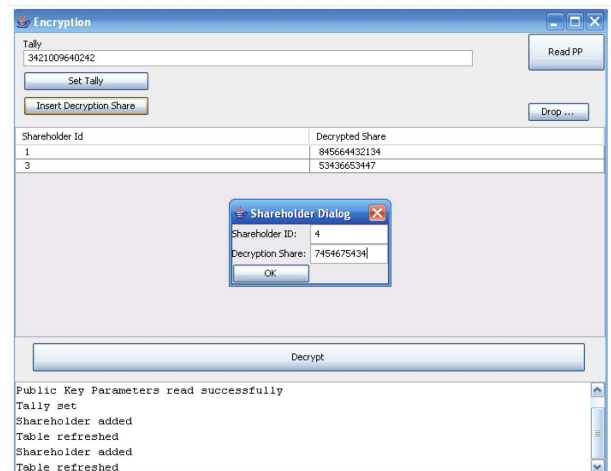 Encryption
Tally
3421009640242
Read PP
Set Tally
Insert Decryption Share
Drop ...
Shareholder Id Decrypted Share
1 845664432134
3 53436653447
Shareholder Dialog
Shareholder ID: 4
Decryption Share: 7454675434
OK
Decrypt
Public Key Parameters read successfully
Tally set
Shareholder added
Table refreshed
Shareholder added
Table refreshed